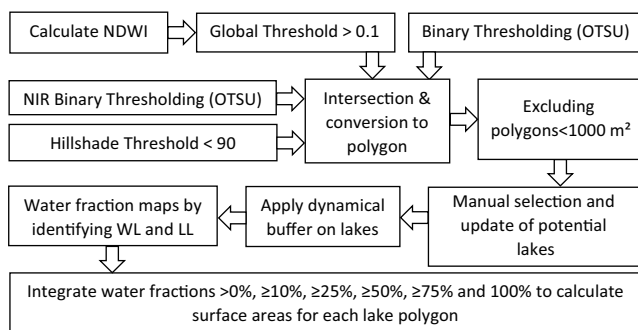 Calculate NDWI
Global Threshold > 0.1
Binary Thresholding (OTSU)
NIR Binary Thresholding (OTSU)
Hillshade Threshold < 90
Intersection &
conversion to
polygon
Excluding
polygons<1000 m²
Manual selection and
update of potential
lakes
Apply dynamical
buffer on lakes
Water fraction maps by
identifying WL and LL
Integrate water fractions >0%, ≥10%, ≥25%, ≥50%, ≥75% and 100% to calculate
surface areas for each lake polygon